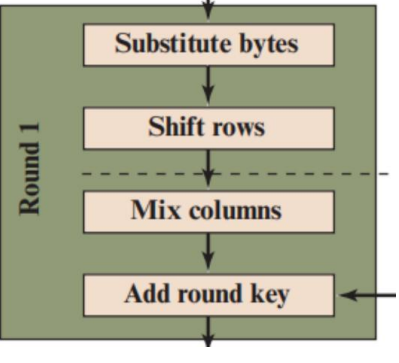 Round 1
Substitute bytes
Shift rows
Mix columns
Add round key